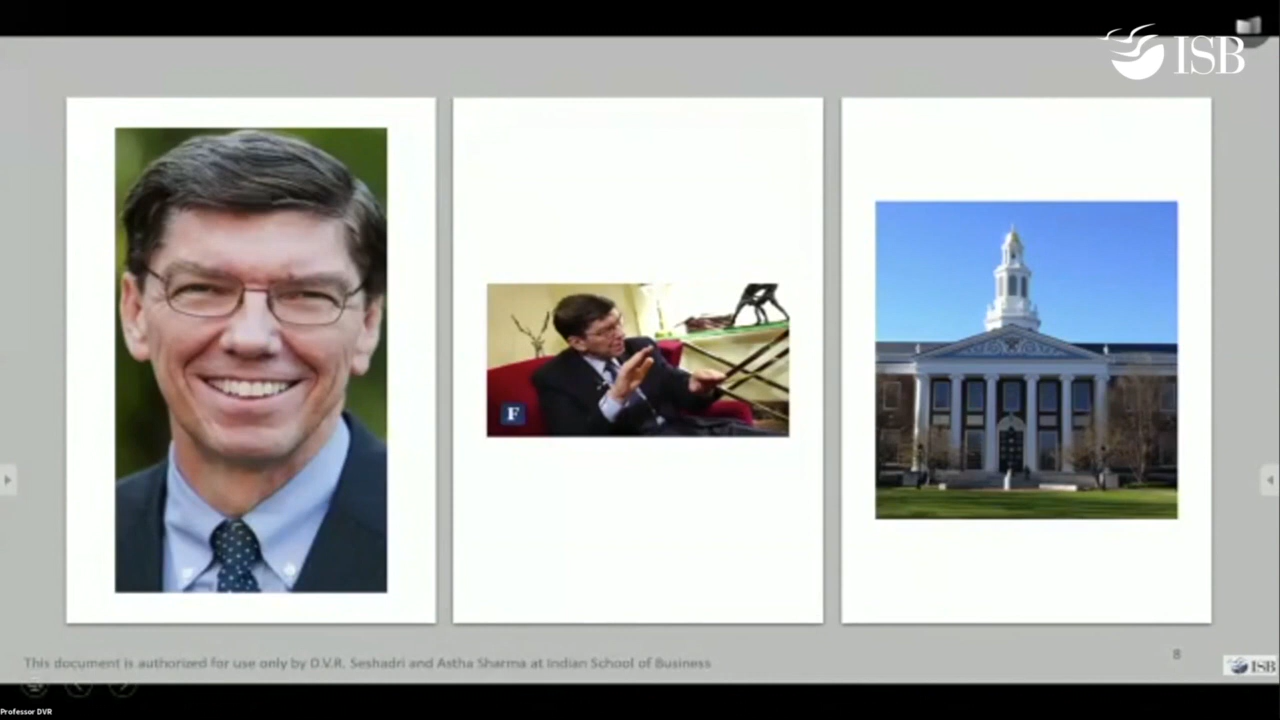 ISB
F
This document is authorized for use only by D.V.R. Seshadri and Astha Sharma at Indian School of Business
8
ISB
Professor DVR